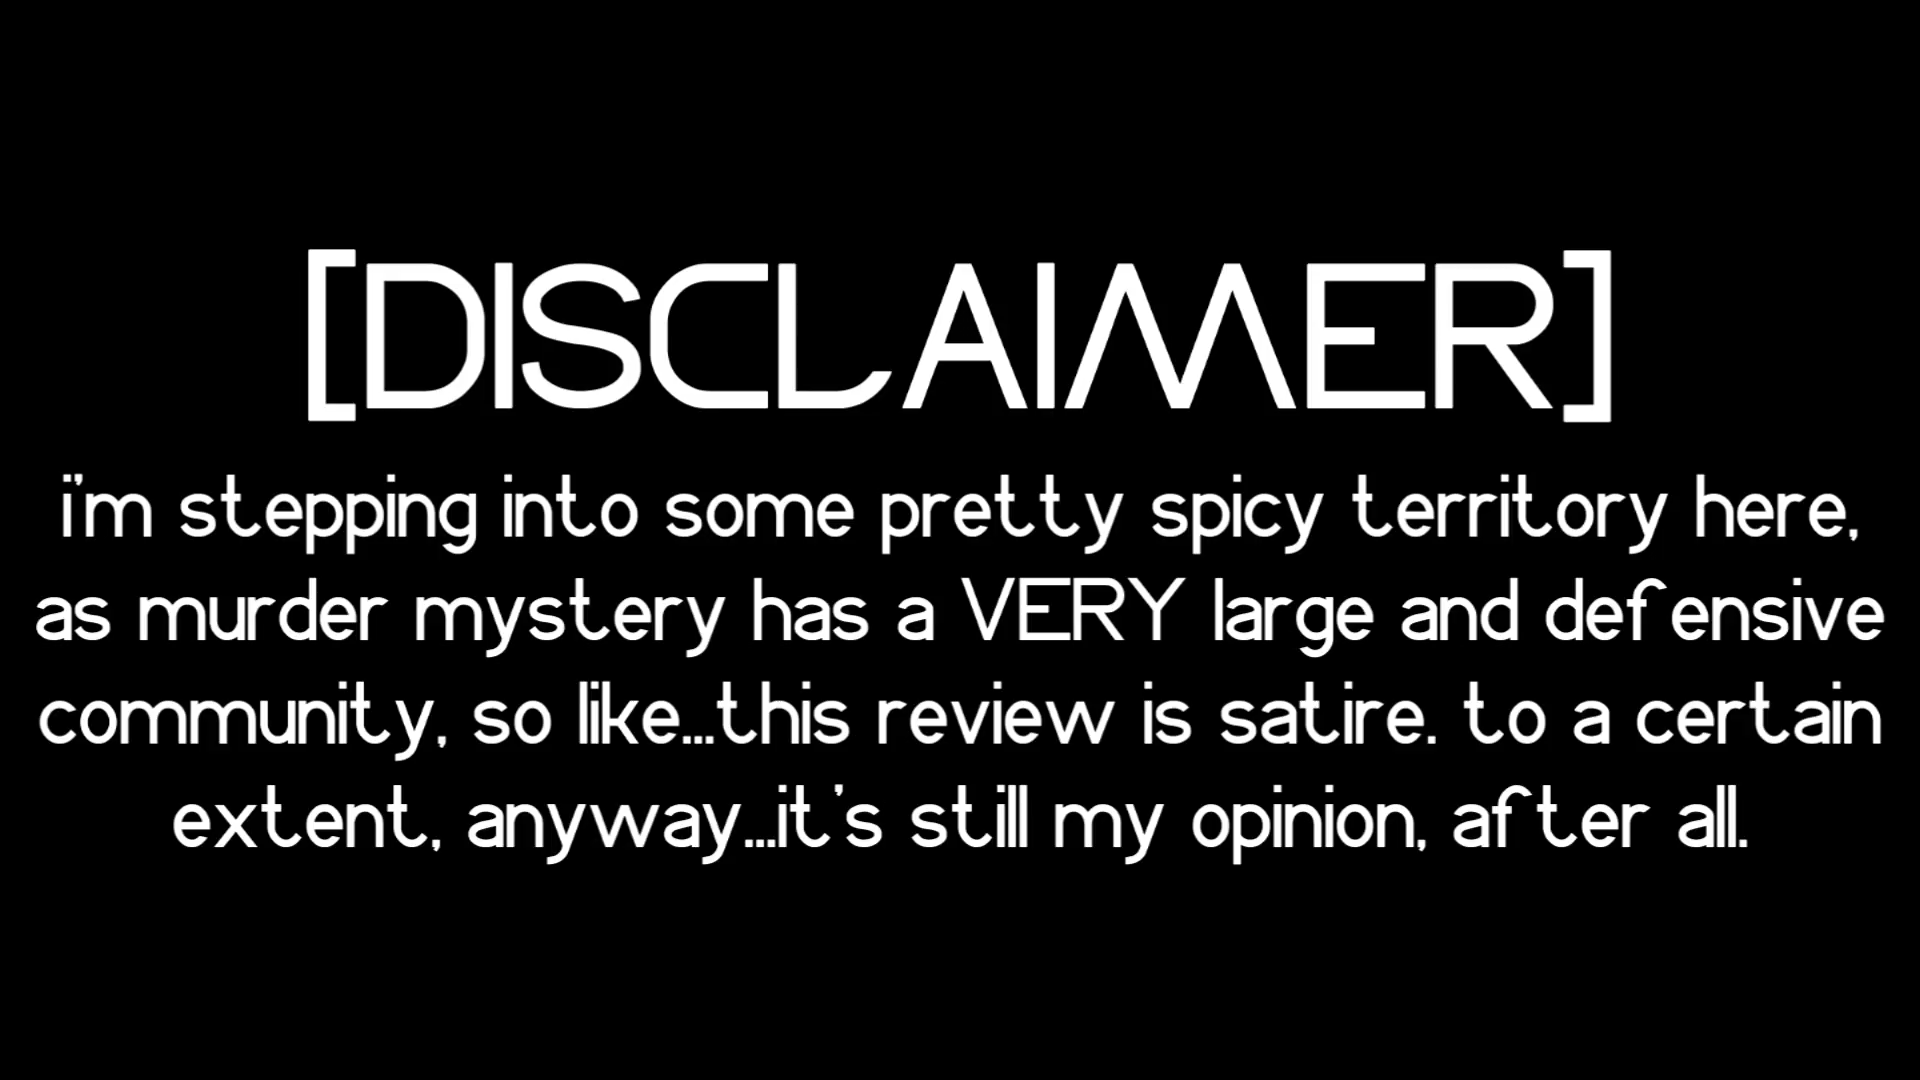 [DISCLAIMER]
i'm stepping into some pretty spicy territory here,
as murder mystery has a VERY large and defensive
community, so like...this review is satire. to a certain
extent, anyway...it's still my opinion, after all.